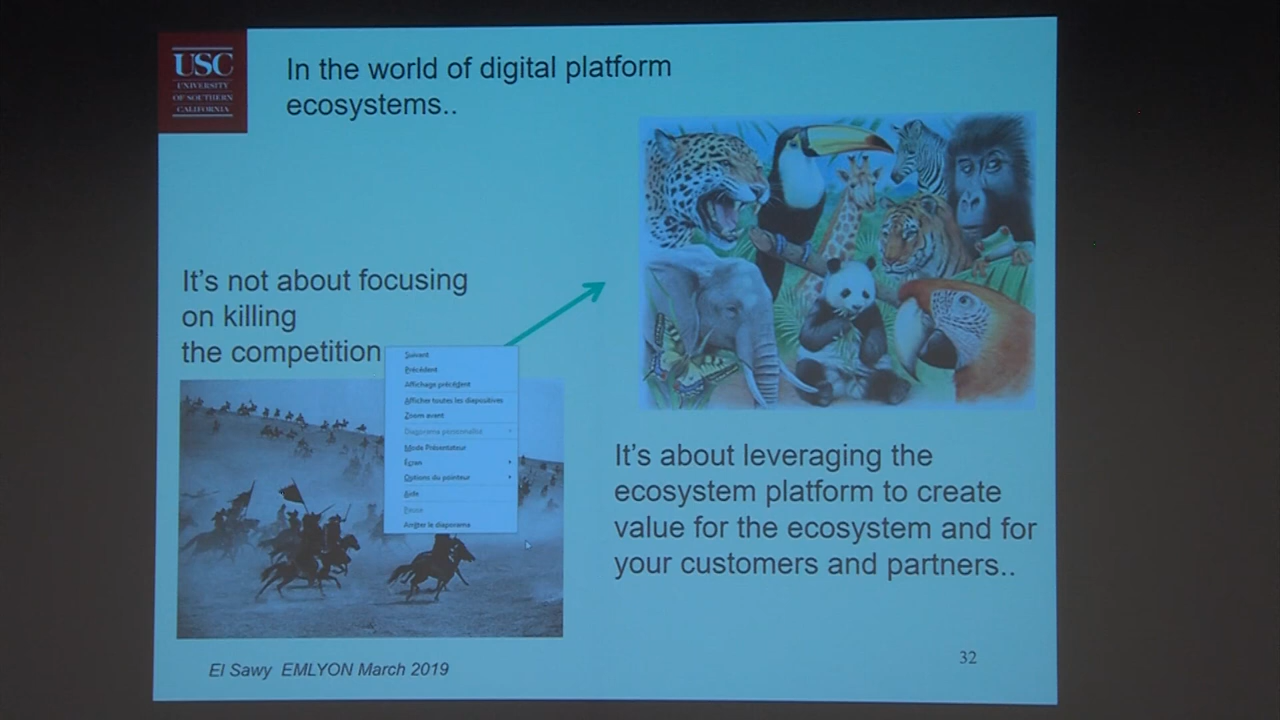 USC
UNIVERSITY
OF SOUTHERN
CALIFORNIA
In the world of digital platform
ecosystems..
It's not about focusing
on killing
the competition
Suivant
Précédent
Affichage précédent
Afficher toutes les diapositives
Zoom avant
Diaporama personnalisé
Mode Présentateur
Écran
Options du pointeur
Aide
Pause
Arrêter le diaporama
It's about leveraging the
ecosystem platform to create
value for the ecosystem and for
your customers and partners..
El Sawy EMLYON March 2019
32